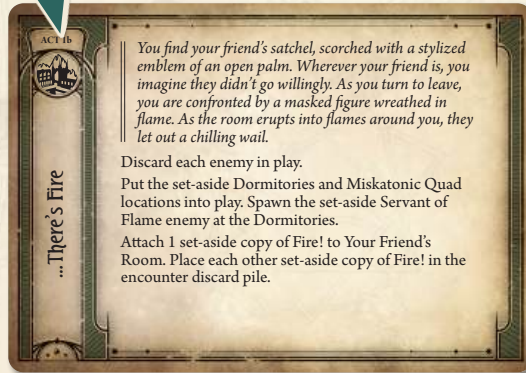 ACT 1b
...There's Fire
You find your friend's satchel, scorched with a stylized
emblem of an open palm. Wherever your friend is, you
imagine they didn't go willingly. As you turn to leave,
you are confronted by a masked figure wreathed in
flame. As the room erupts into flames around you, they
let out a chilling wail.
Discard each enemy in play.
Put the set-aside Dormitories and Miskatonic Quad
locations into play. Spawn the set-aside Servant of
Flame enemy at the Dormitories.
Attach 1 set-aside copy of Fire! to Your Friend's
Room. Place each other set-aside copy of Fire! in the
encounter discard pile.